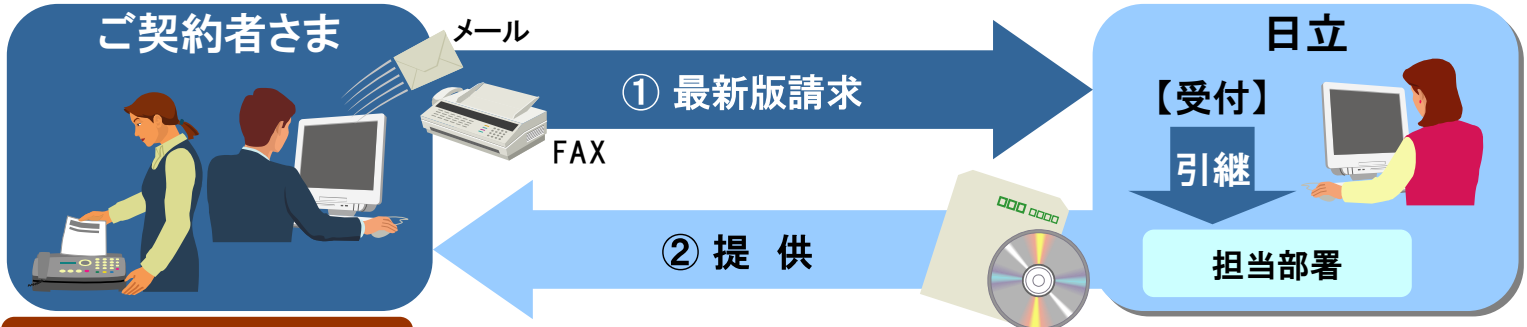 ご契約者さま
メール
① 最新版請求
FAX
日立
【受付】
引継
② 提 供
担当部署